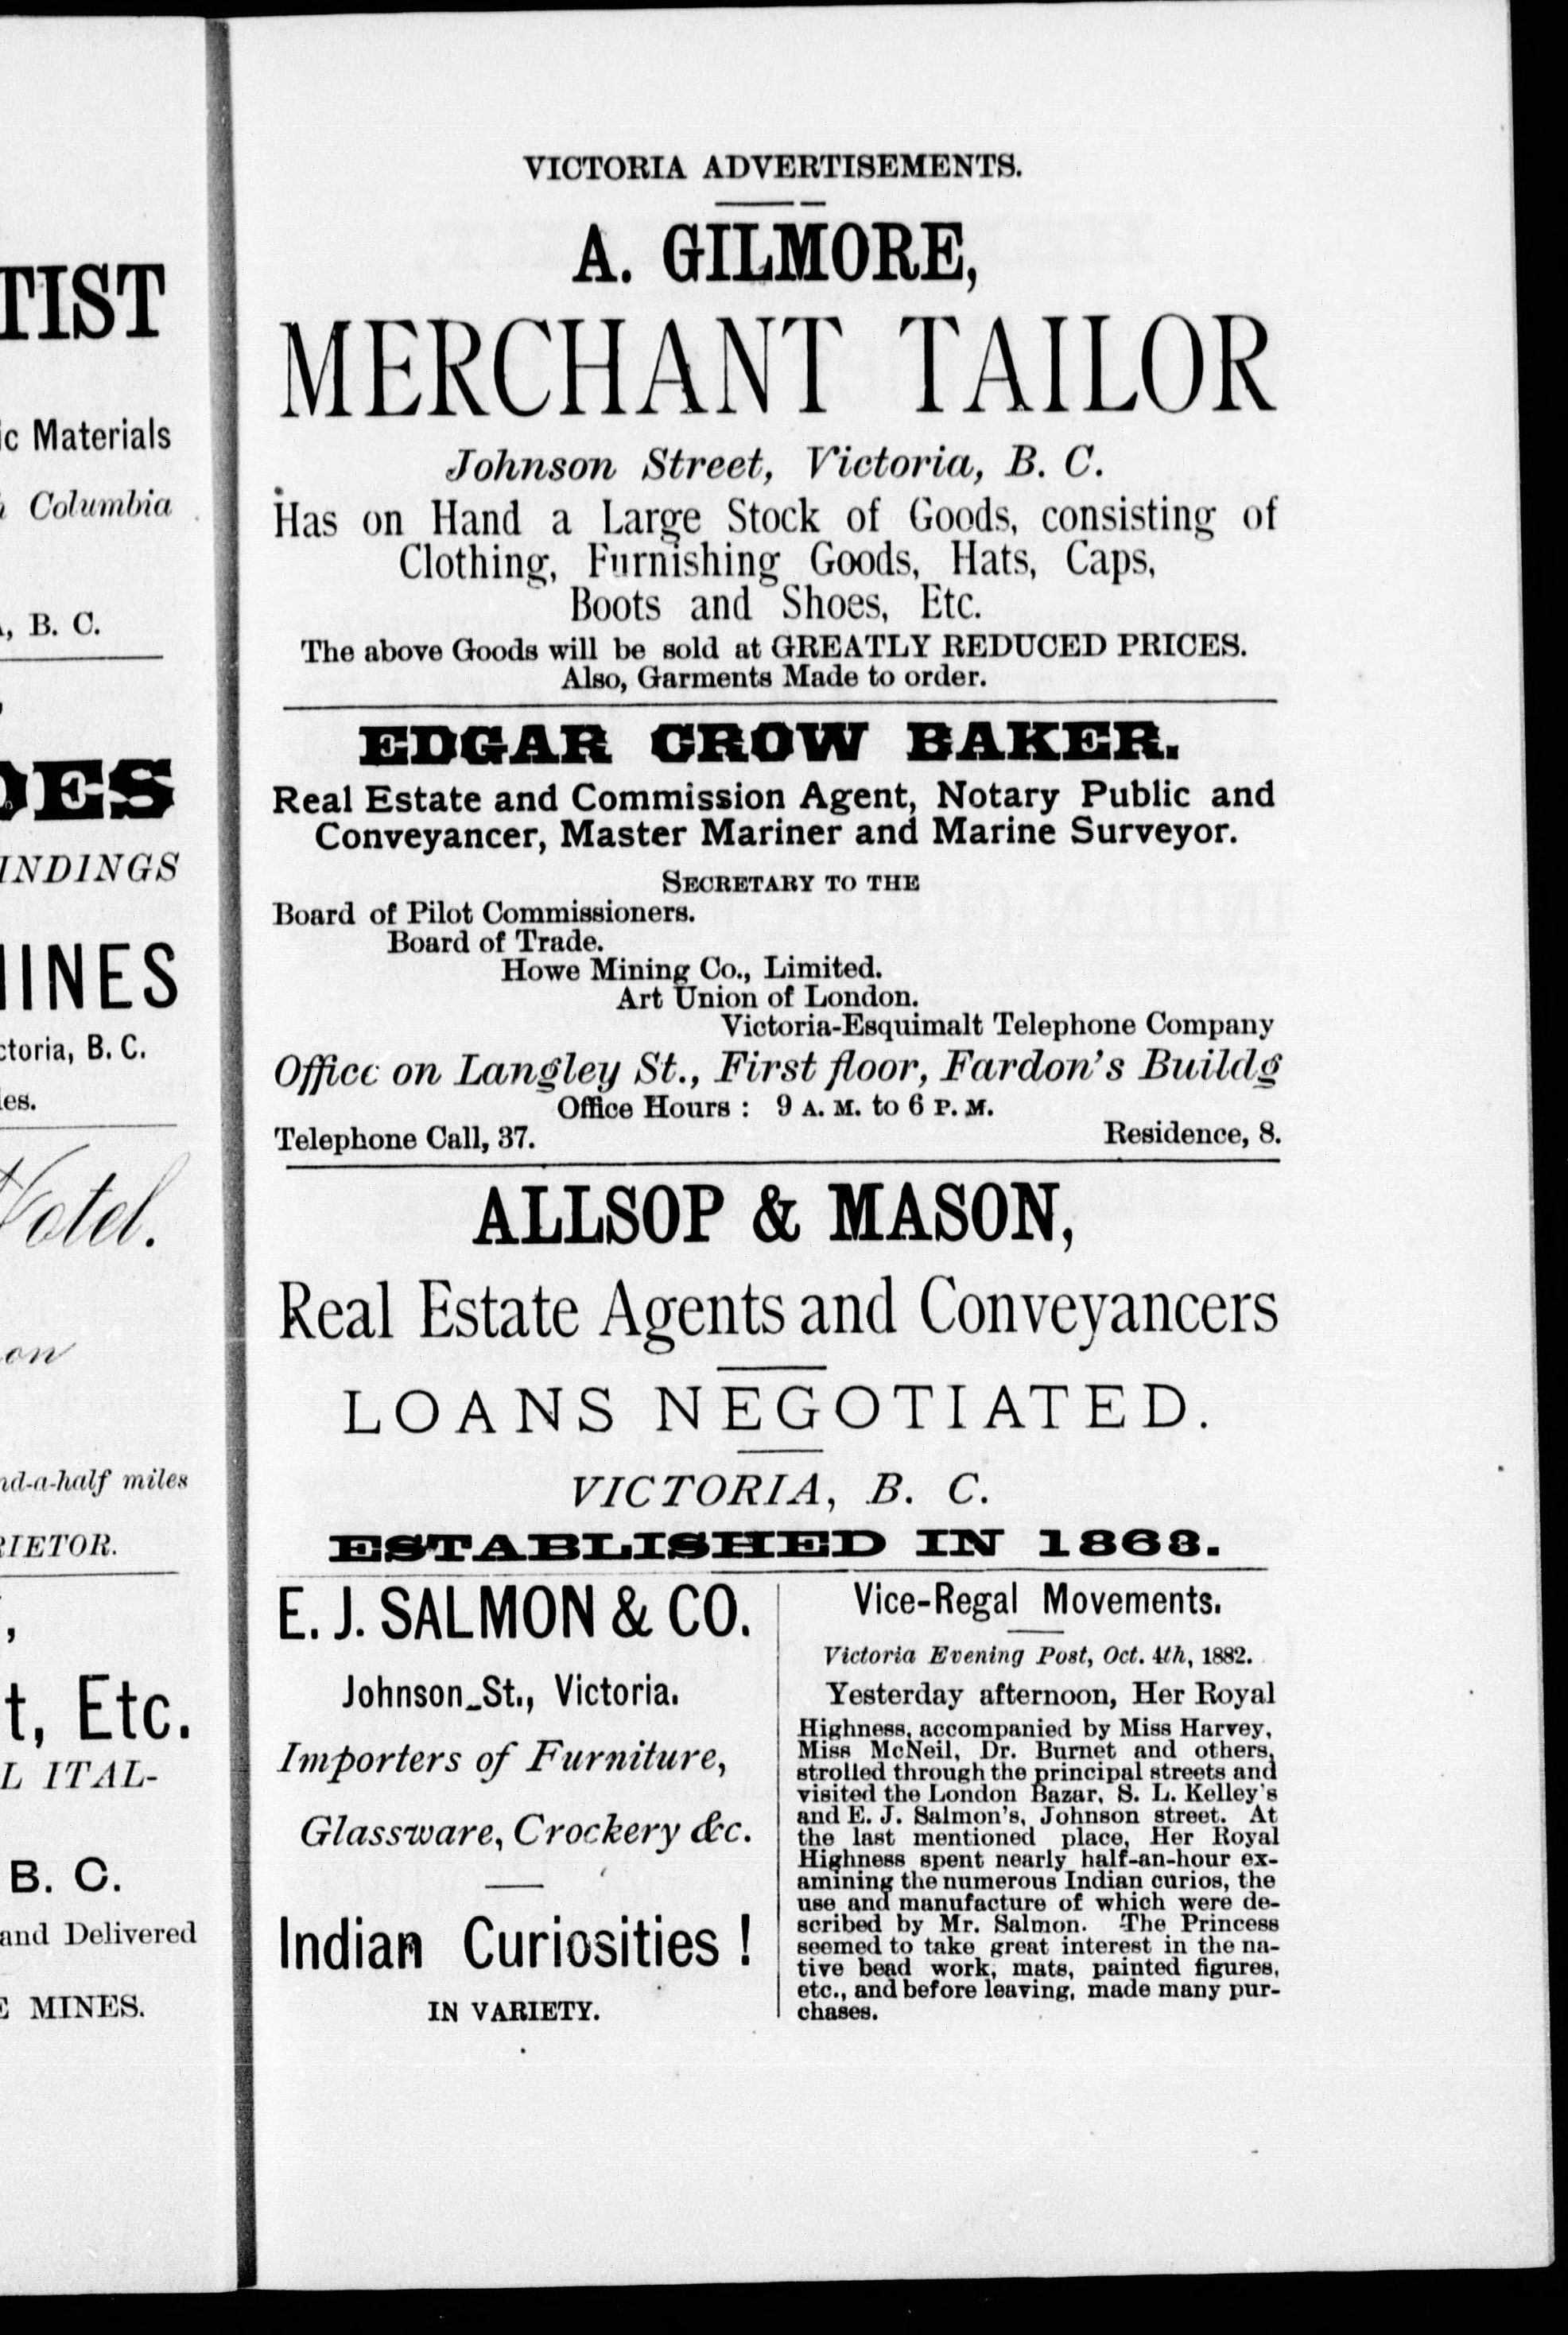 TIST
ic Materials
Columbia
, B. C.
INDINGS
INES
ctoria, B. C.
les.
Hotel.
on
nd-a-half miles
RIETOR.
t, Etc.
L ITAL-
B. C.
and Delivered
E MINES.
VICTORIA ADVERTISEMENTS.
A. GILMORE,
MERCHANT TAILOR
Johnson Street, Victoria, B. C.
Has on Hand a Large Stock of Goods, consisting of
Clothing, Furnishing Goods, Hats, Caps,
Boots and Shoes, Etc.
The above Goods will be sold at GREATLY REDUCED PRICES.
Also, Garments Made to order.
EDGAR CROW BAKER.
Real Estate and Commission Agent, Notary Public and
Conveyancer, Master Mariner and Marine Surveyor.
SECRETARY TO THE
Board of Pilot Commissioners.
Board of Trade.
Howe Mining Co., Limited.
Art Union of London.
Victoria-Esquimalt Telephone Company
Office on Langley St., First floor, Fardon's Buildg
Office Hours : 9 A. M. to 6 P. M.
Telephone Call, 37. Residence, 8.
ALLSOP & MASON,
Real Estate Agents and Conveyancers
LOANS NEGOTIATED.
VICTORIA, B. C.
ESTABLISHED IN 1863.
E. J. SALMON & CO.
Johnson St., Victoria.
Importers of Furniture,
Glassware, Crockery &c.
Indian Curiosities !
IN VARIETY.
Vice-Regal Movements.
Victoria Evening Post, Oct. 4th, 1882.
Yesterday afternoon, Her Royal
Highness, accompanied by Miss Harvey,
Miss McNeil, Dr. Burnet and others,
strolled through the principal streets and
visited the London Bazar, S. L. Kelley's
and E. J. Salmon's, Johnson street. At
the last mentioned place, Her Royal
Highness spent nearly half-an-hour ex-
amining the numerous Indian curios, the
use and manufacture of which were de-
scribed by Mr. Salmon. The Princess
seemed to take great interest in the na-
tive bead work, mats, painted figures,
etc., and before leaving, made many pur-
chases.